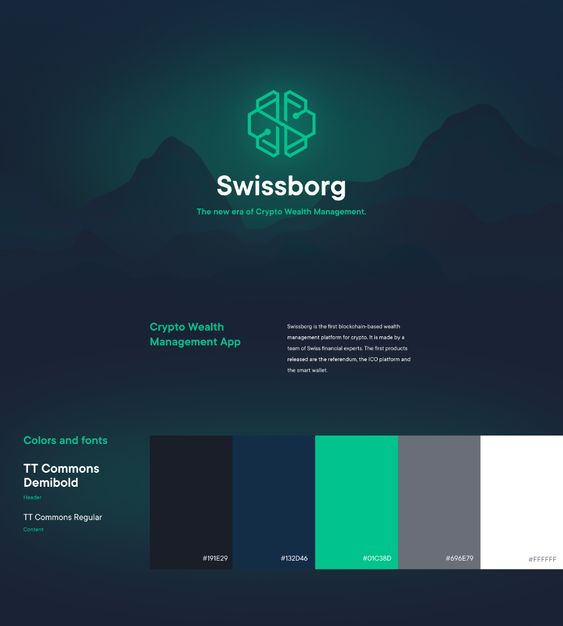 Swissborg
The new era of Crypto Wealth Management.
Crypto Wealth
Management App
Swissborg is the first blockchain-based wealth
management platform for crypto. It is made by a
team of Swiss financial experts. The first products
released are the referendum, the ICO platform and
the smart wallet.
Colors and fonts
TT Commons
Demibold
Header
TT Commons Regular
Content
#191E29
#132D46
#01C38D
#696E79
#FFFFFF